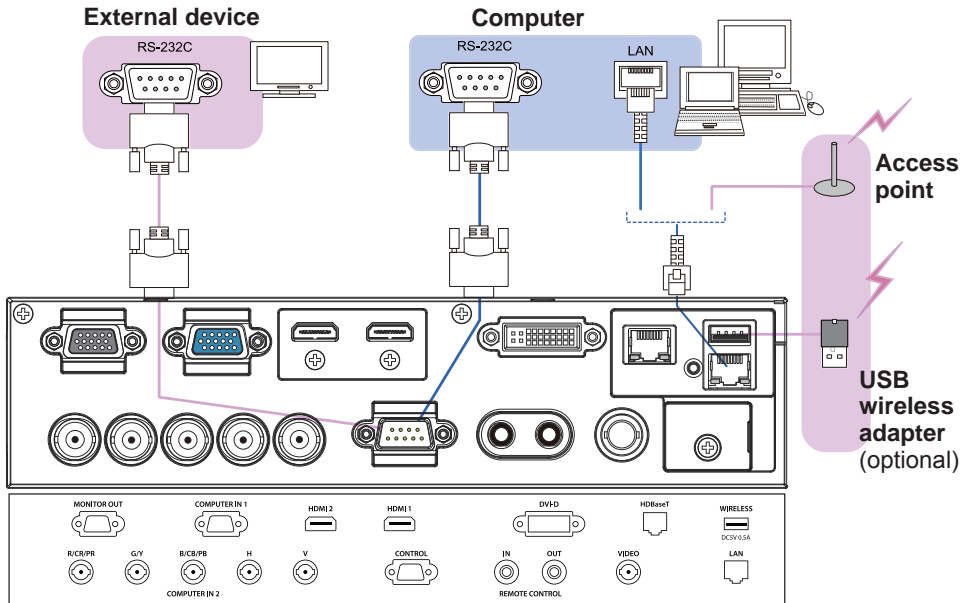 External device
Computer
RS-232C
RS-232C
LAN
Access
point
USB
wireless
adapter
(optional)
MONITOR OUT
COMPUTER IN 1
HDMI 2
HDMI 1
DVI-D
HDBaseT
WIRELESS
DC5V 0.5A
R/CR/PR
G/Y
B/CB/PB
H
V
CONTROL
IN
OUT
VIDEO
LAN
COMPUTER IN 2
REMOTE CONTROL